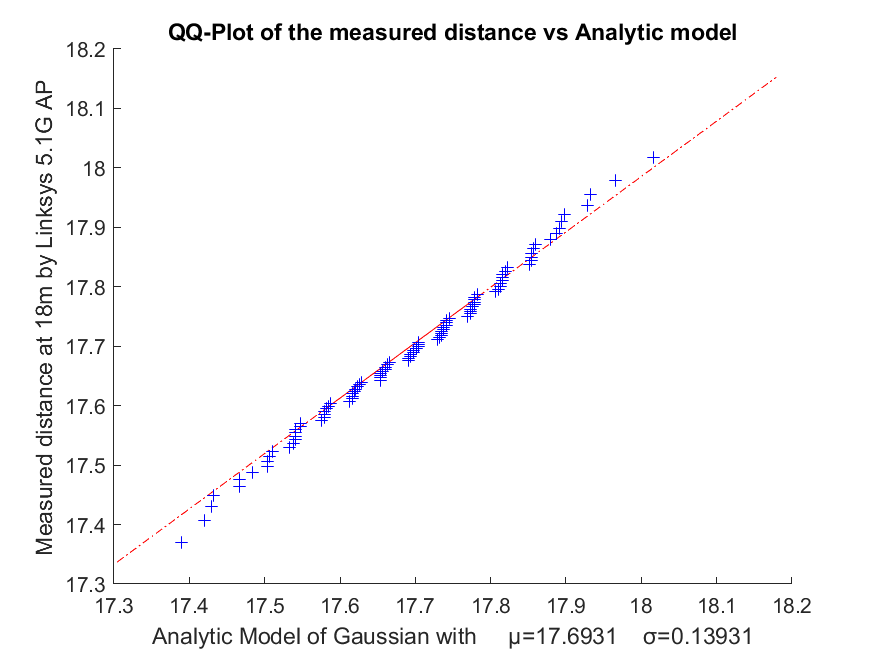 QQ-Plot of the measured distance vs Analytic model
Measured distance at 18m by Linksys 5.1G AP
18.2
18.1
18
17.9
17.8
17.7
17.6
17.5
17.4
17.3
17.3 17.4 17.5 17.6 17.7 17.8 17.9 18 18.1 18.2
Analytic Model of Gaussian with μ=17.6931 σ=0.13931